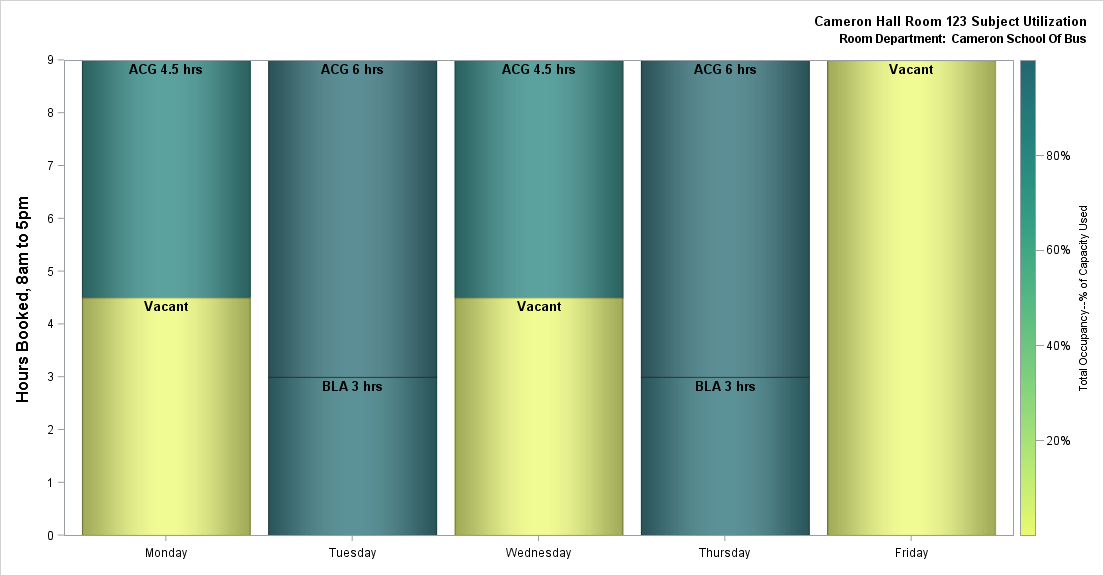 Cameron Hall Room 123 Subject Utilization
Room Department: Cameron School Of Bus
Hours Booked, 8am to 5pm
9
8
7
6
5
4
3
2
1
0
ACG 4.5 hrs
ACG 6 hrs
ACG 4.5 hrs
ACG 6 hrs
Vacant
Vacant
Vacant
BLA 3 hrs
BLA 3 hrs
Monday
Tuesday
Wednesday
Thursday
Friday
80%
60%
40%
20%
Total Occupancy--% of Capacity Used